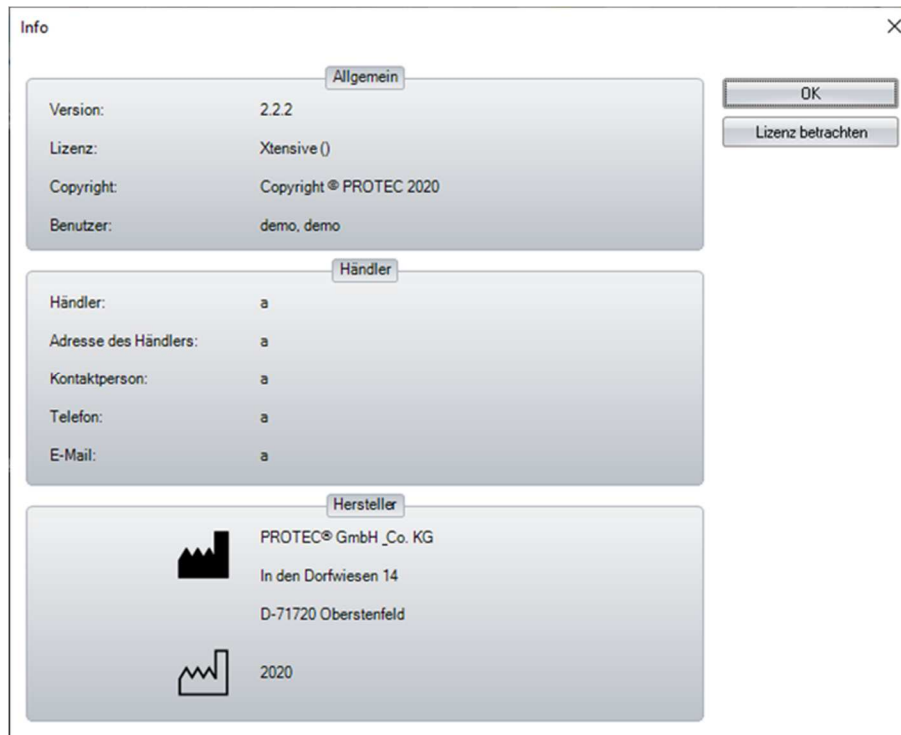 Info
Allgemein
OK
Version: 2.2.2
Lizenz betrachten
Lizenz: Xtensive ()
Copyright: Copyright ® PROTEC 2020
Benutzer: demo, demo
Händler
Händler: a
Adresse des Händlers: a
Kontaktperson: a
Telefon: a
E-Mail: a
Hersteller
PROTEC® GmbH _Co. KG
In den Dorfwiesen 14
D-71720 Oberstenfeld
2020